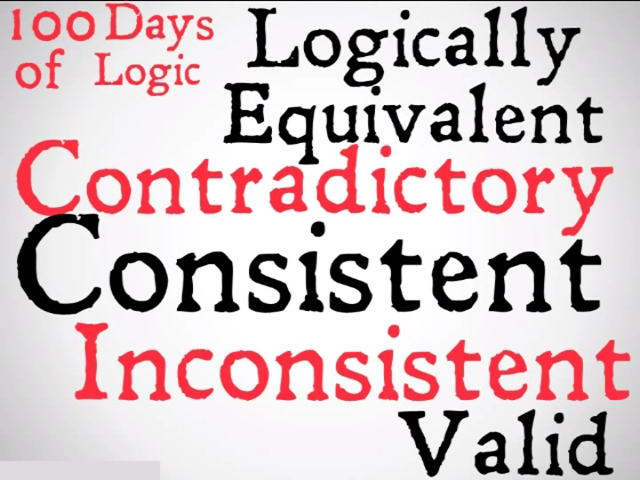 100 Days
of Logic
Logically
Equivalent
Contradictory
Consistent
Inconsistent
Valid